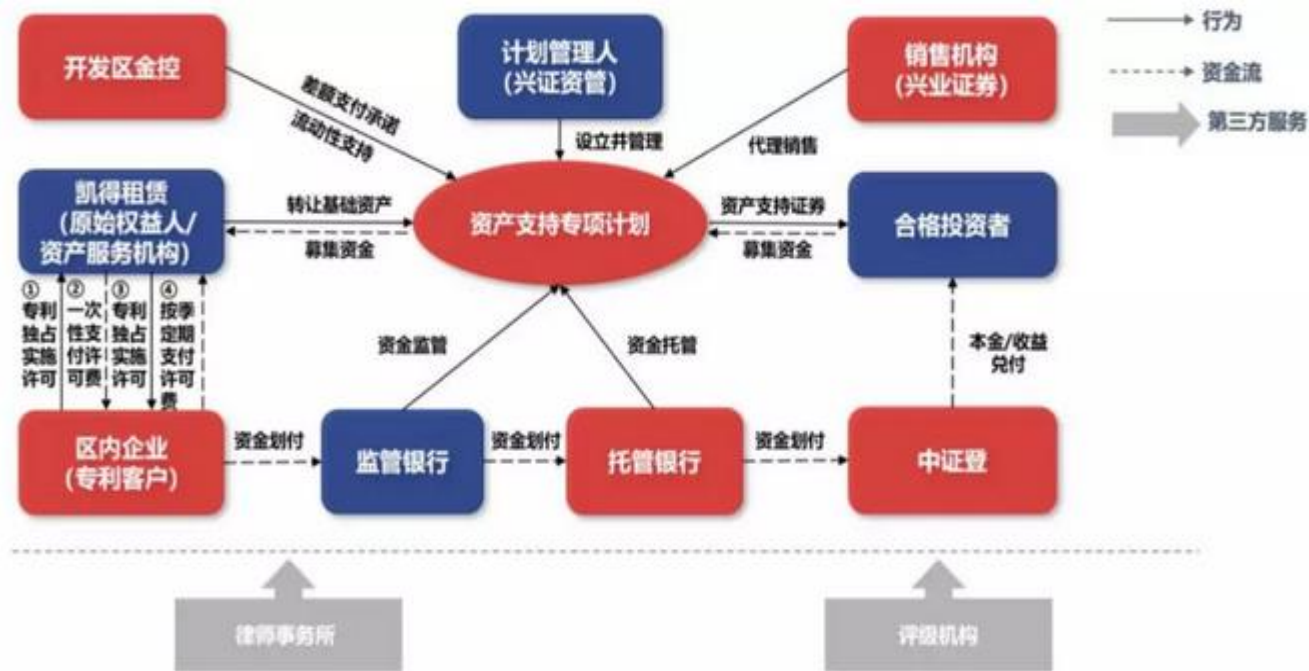 开发区金控
计划管理人
（兴证资管）
销售机构
（兴业证券）
行为
资金流
第三方服务
差额支付承诺
流动性支持
设立并管理
代理销售
凯得租赁
（原始权益人/
资产服务机构）
转让基础资产
募集资金
资产支持专项计划
资产支持证券
募集资金
合格投资者
①
专利
独占
实施
许可
②
一次
性支
付许
可费
③
专利
独占
实施
许可
④
按季
定期
支付
许可
费
资金监管
资金托管
本金/收益
兑付
区内企业
（专利客户）
资金划付
监管银行
资金划付
托管银行
资金划付
中证登
律师事务所
评级机构